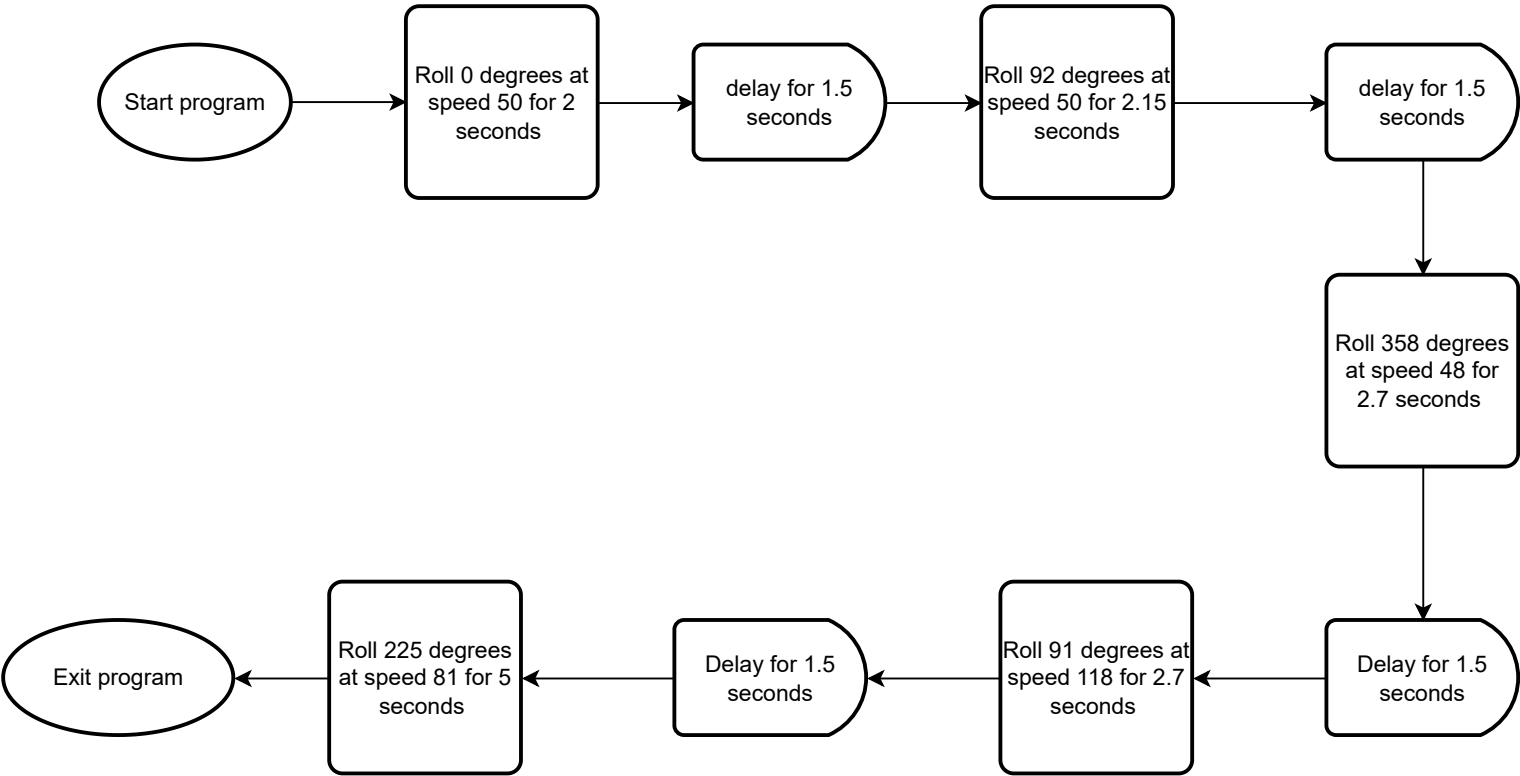 Start program
Roll 0 degrees at
speed 50 for 2
seconds
delay for 1.5
seconds
Roll 92 degrees at
speed 50 for 2.15
seconds
delay for 1.5
seconds
Roll 358 degrees
at speed 48 for
2.7 seconds
Delay for 1.5
seconds
Roll 91 degrees at
speed 118 for 2.7
seconds
Delay for 1.5
seconds
Roll 225 degrees
at speed 81 for 5
seconds
Exit program